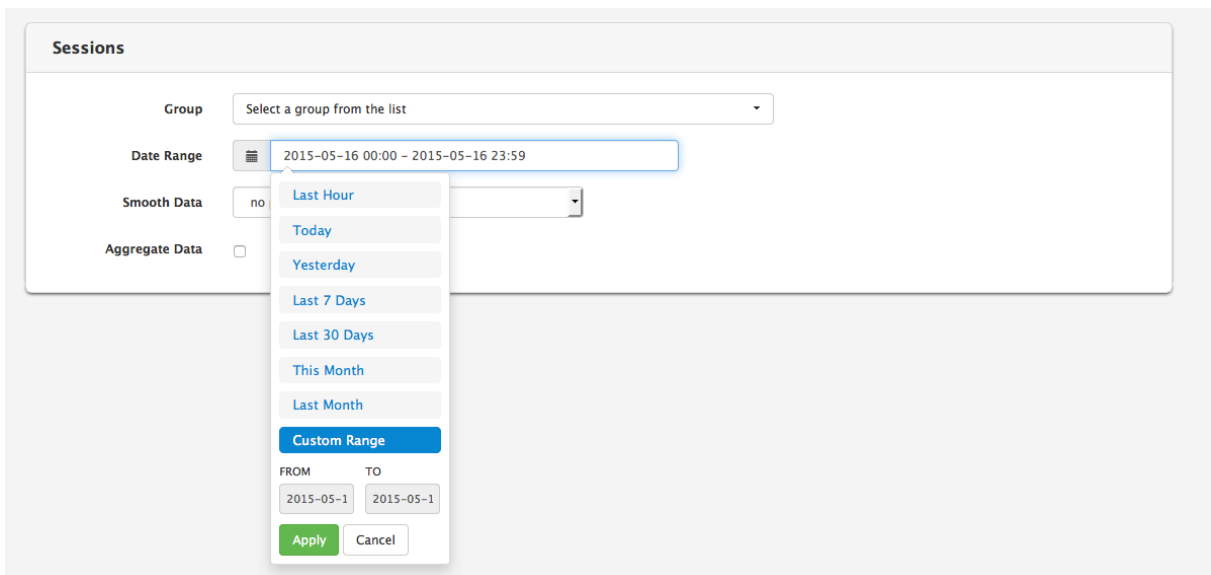 Sessions
Group
Select a group from the list
Date Range
2015-05-16 00:00 – 2015-05-16 23:59
Smooth Data
no
Aggregate Data
Last Hour
Today
Yesterday
Last 7 Days
Last 30 Days
This Month
Last Month
Custom Range
FROM TO
2015-05-1 2015-05-1
Apply Cancel